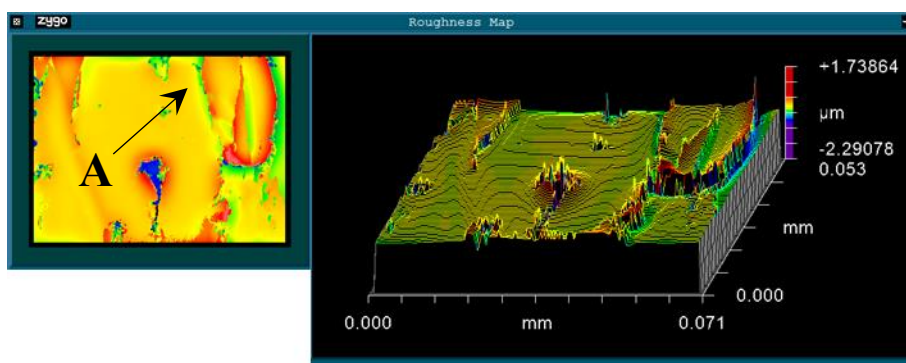 zygo
Roughness Map
A
+1.73864
µm
-2.29078
0.053
mm
0.000
0.000
mm
0.071